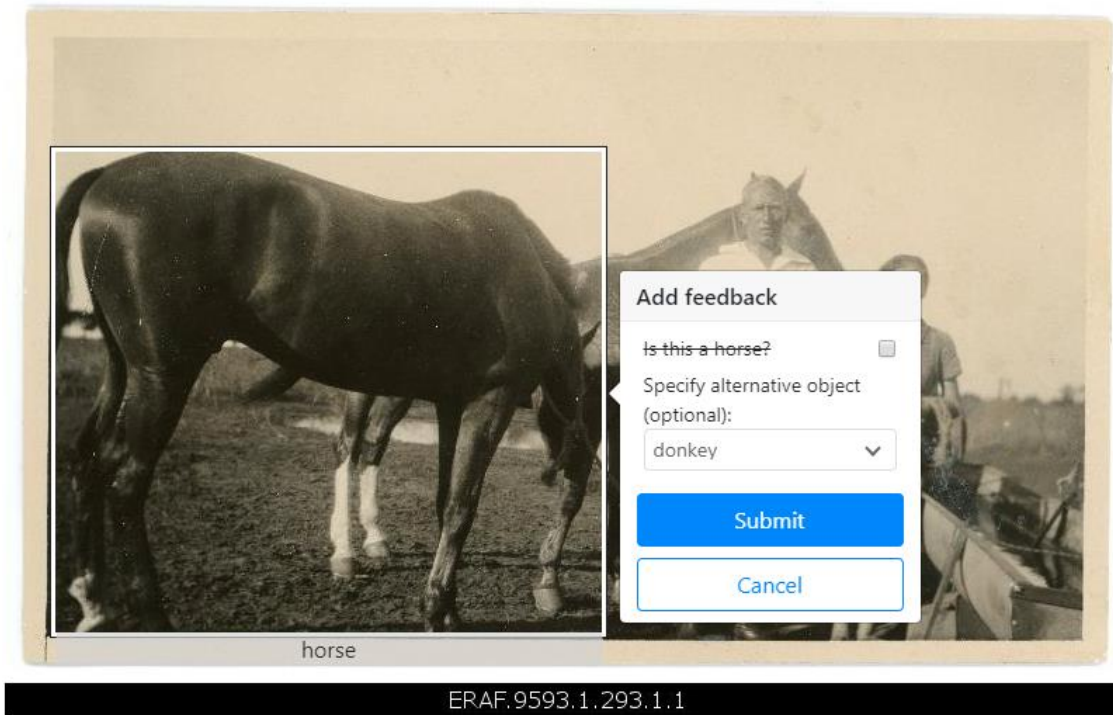 Add feedback
Is this a horse?
Specify alternative object
(optional):
donkey
Submit
Cancel
horse
ERAF.9593.1.293.1.1